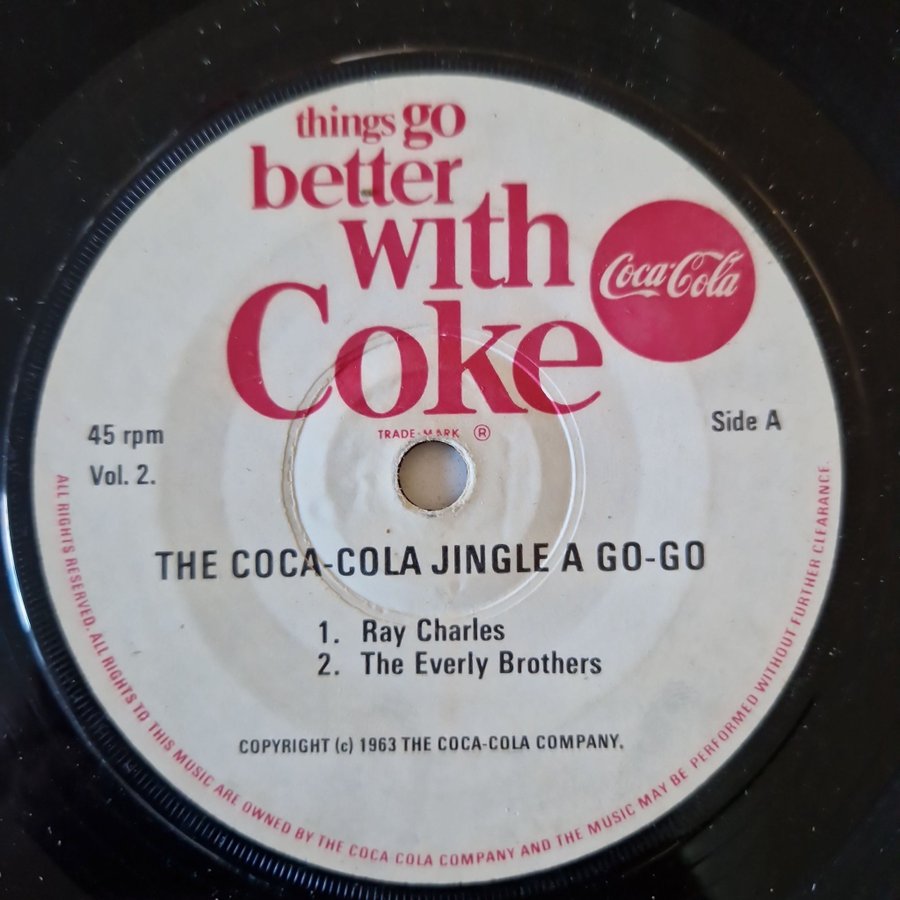 things go
better
with
Coke
TRADE-MARK ®
Coca-Cola
45 rpm
Vol. 2.
Side A
THE COCA-COLA JINGLE A GO-GO
1. Ray Charles
2. The Everly Brothers
COPYRIGHT (c) 1963 THE COCA-COLA COMPANY.
ALL RIGHTS RESERVED. ALL RIGHTS TO THIS MUSIC ARE OWNED BY THE COCA COLA COMPANY AND THE MUSIC MAY BE PERFORMED WITHOUT FURTHER CLEARANCE.